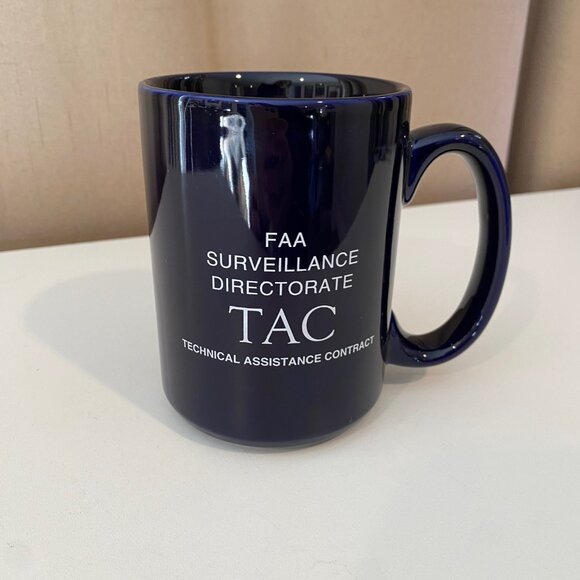 FAA
SURVEILLANCE
DIRECTORATE
TAC
TECHNICAL ASSISTANCE CONTRACT